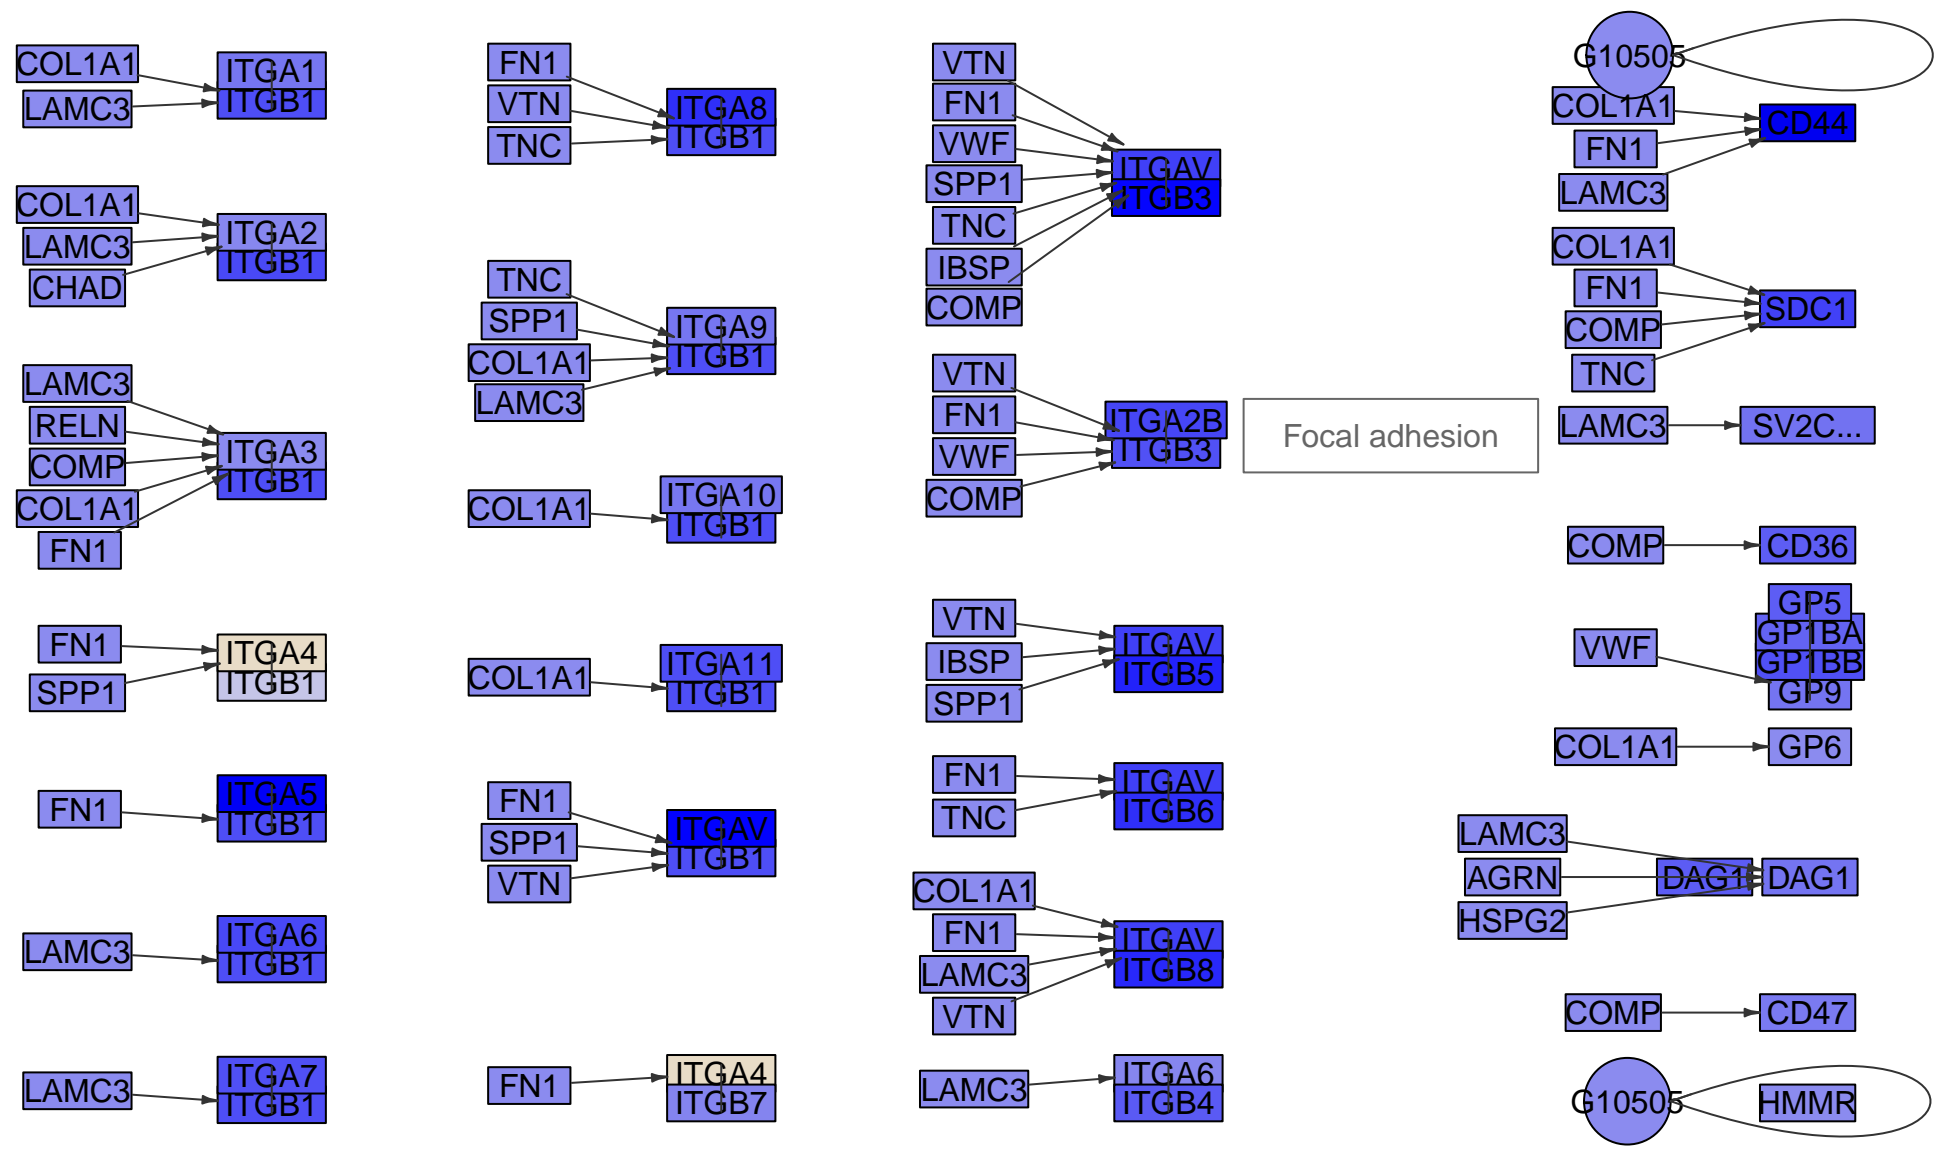 COL1A1
LAMC3
ITGA1
ITGB1
COL1A1
LAMC3
CHAD
ITGA2
ITGB1
LAMC3
RELN
COMP
COL1A1
FN1
ITGA3
ITGB1
FN1
SPP1
ITGA4
ITGB1
FN1
ITGA5
ITGB1
LAMC3
ITGA6
ITGB1
LAMC3
ITGA7
ITGB1
FN1
VTN
TNC
ITGA8
ITGB1
TNC
SPP1
COL1A1
LAMC3
ITGA9
ITGB1
COL1A1
ITGA10
ITGB1
COL1A1
ITGA11
ITGB1
FN1
SPP1
VTN
ITGAV
ITGB1
FN1
ITGA4
ITGB7
VTN
FN1
VWF
SPP1
TNC
IBSP
COMP
ITGAV
ITGB3
VTN
FN1
VWF
COMP
ITGA2B
ITGB3
Focal adhesion
VTN
IBSP
SPP1
ITGAV
ITGB5
FN1
TNC
ITGAV
ITGB6
COL1A1
FN1
LAMC3
VTN
ITGAV
ITGB8
LAMC3
ITGA6
ITGB4
G10505
COL1A1
FN1
LAMC3
CD44
COL1A1
FN1
COMP
TNC
SDC1
LAMC3
SV2C...
COMP
CD36
VWF
GP5
GP1BA
GP1BB
GP9
COL1A1
GP6
LAMC3
AGRN
HSPG2
DAG1
DAG1
COMP
CD47
G10505
HMMR